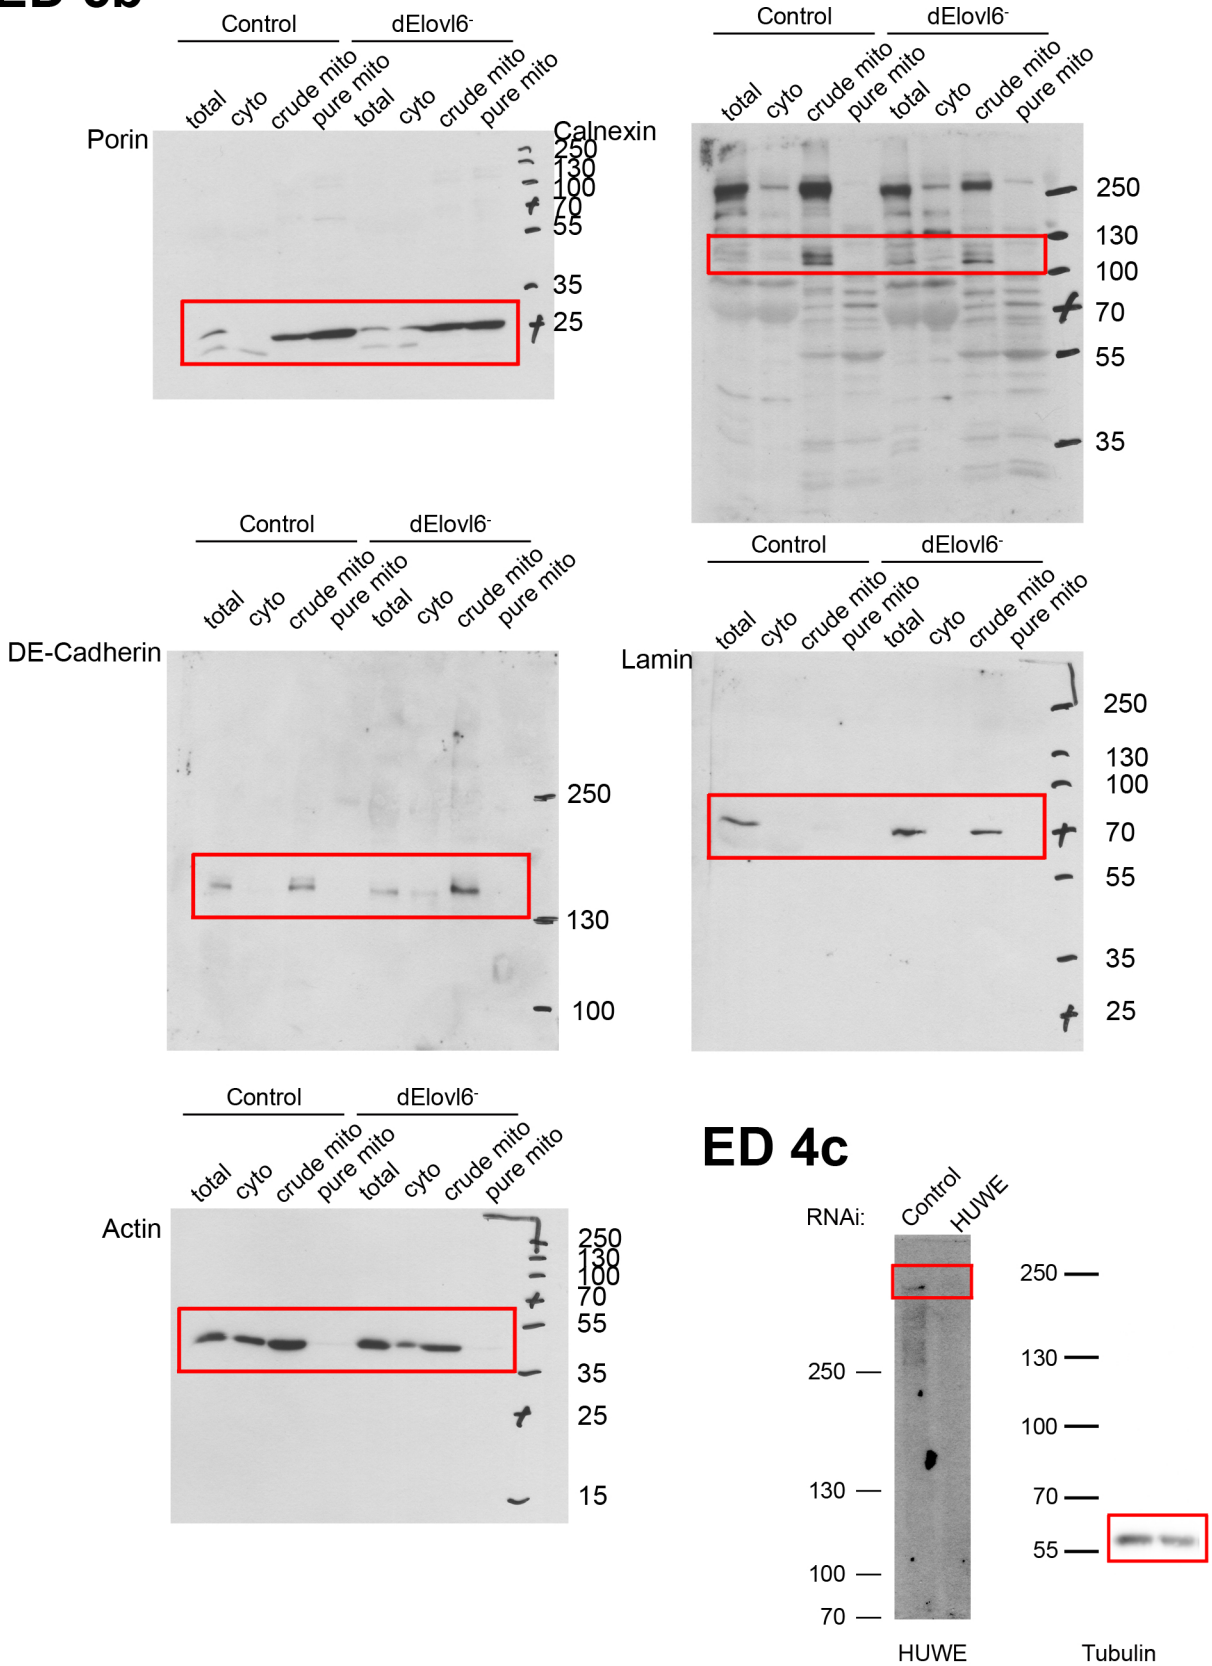 Control dElovl6-
total cyto crude mito pure mito total cyto crude mito pure mito
Porin
250
130
100
70
55
35
25
Control dElovl6-
total cyto crude mito pure mito total cyto crude mito pure mito
Calnexin
250
130
100
70
55
35
Control dElovl6-
total cyto crude mito pure mito total cyto crude mito pure mito
DE-Cadherin
250
130
100
Control dElovl6-
total cyto crude mito pure mito total cyto crude mito pure mito
Lamin
250
130
100
70
55
35
25
Control dElovl6-
total cyto crude mito pure mito total cyto crude mito pure mito
Actin
250
130
100
70
55
35
25
15
ED 4c
RNAi: Control HUWE
250
130
100
70
HUWE
250
130
100
70
55
Tubulin